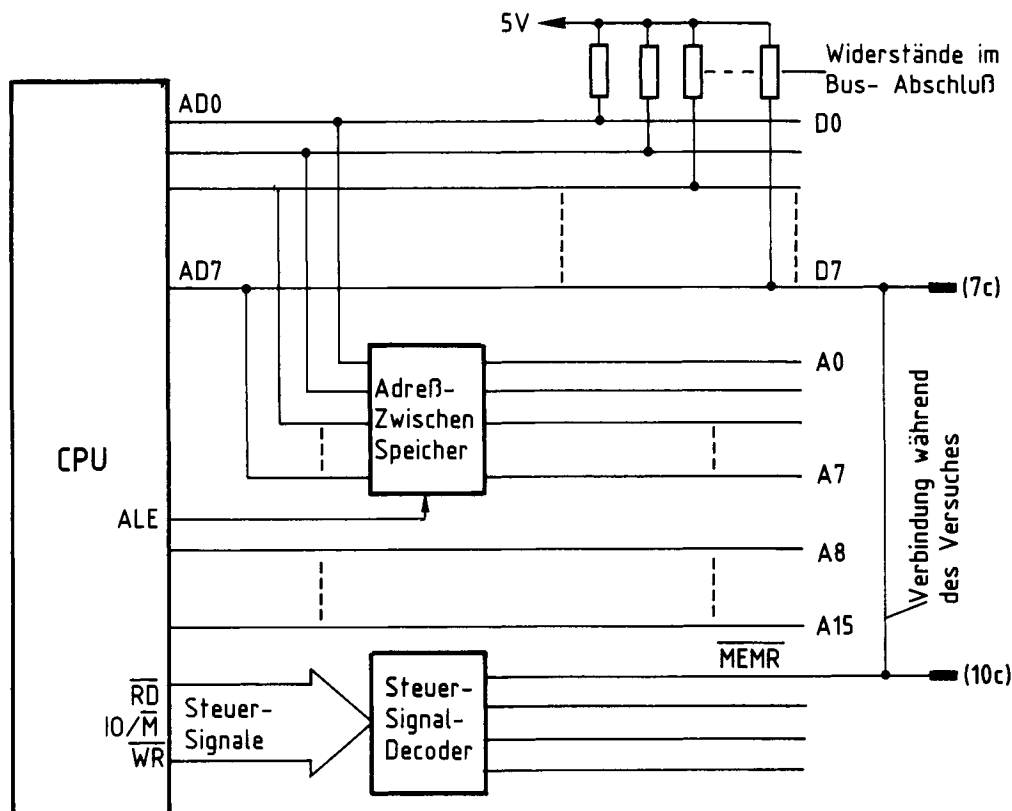 5V
Widerstände im
Bus- Abschluß
AD0
D0
AD7
D7
(7c)
Adreß-
Zwischen
Speicher
A0
CPU
A7
ALE
A8
Verbindung während
des Versuches
A15
MEMR
(10c)
RD
IO/M
WR
Steuer-
Signale
Steuer-
Signal-
Decoder